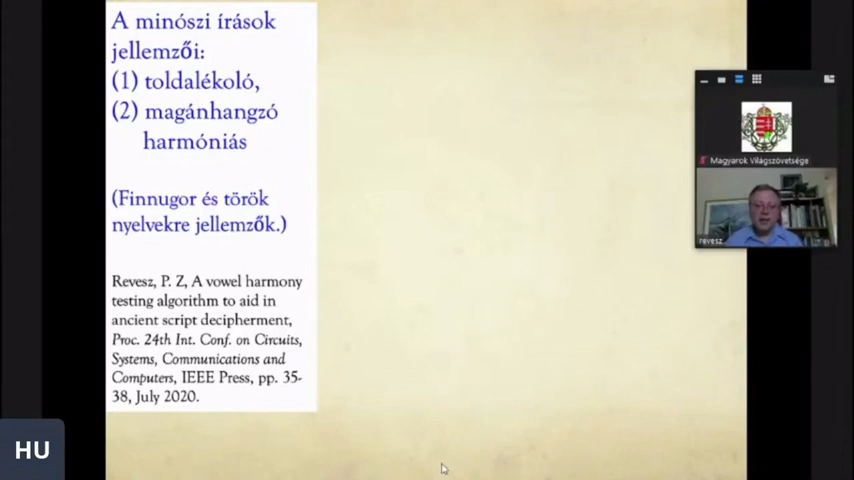 A minószi írások
jellemzői:
(1) toldalékoló,
(2) magánhangzó
harmóniás
(Finnugor és török
nyelvekre jellemzők.)
Revesz, P. Z, A vowel harmony
testing algorithm to aid in
ancient script decipherment,
Proc. 24th Int. Conf. on Circuits,
Systems, Communications and
Computers, IEEE Press, pp. 35-
38, July 2020.
Magyarok Világszövetsége
revesz
HU